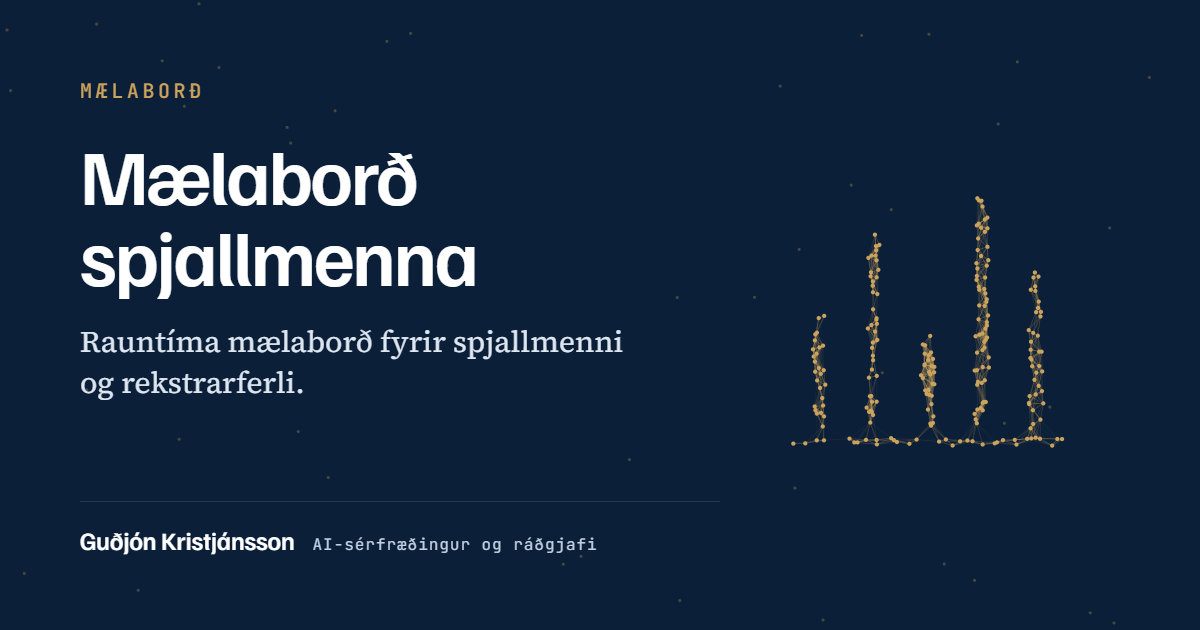 MÆLABORÐ
Mælaborð
spjallmenna
Rauntíma mælaborð fyrir spjallmenni
og rekstrarferli.
Guðjón Kristjánsson AI-sérfræðingur og ráðgjafi